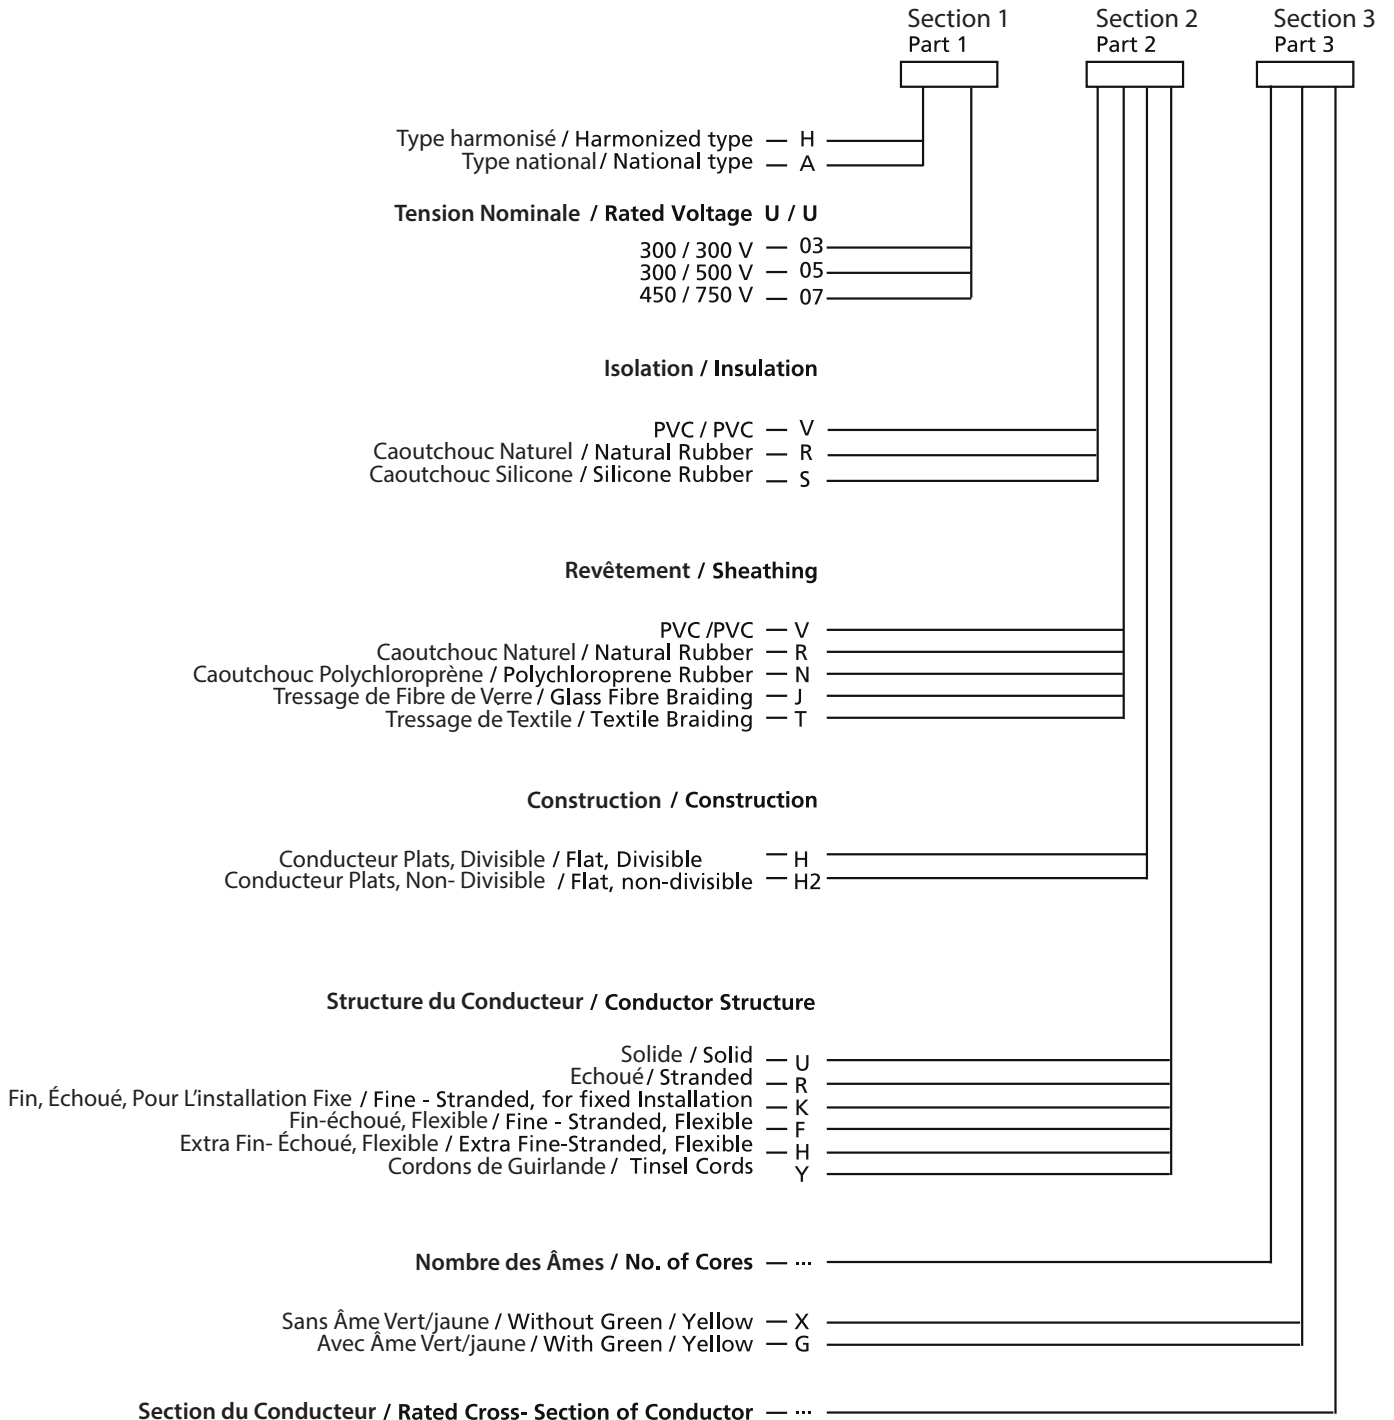 Section 1 Section 2 Section 3
Part 1 Part 2 Part 3
Type harmonisé / Harmonized type — H
Type national / National type — A
Tension Nominale / Rated Voltage U / U
300 / 300 V — 03
300 / 500 V — 05
450 / 750 V — 07
Isolation / Insulation
PVC / PVC — V
Caoutchouc Naturel / Natural Rubber — R
Caoutchouc Silicone / Silicone Rubber — S
Revêtement / Sheathing
PVC /PVC — V
Caoutchouc Naturel / Natural Rubber — R
Caoutchouc Polychloroprène / Polychloroprene Rubber — N
Tressage de Fibre de Verre / Glass Fibre Braiding — J
Tressage de Textile / Textile Braiding — T
Construction / Construction
Conducteur Plats, Divisible / Flat, Divisible — H
Conducteur Plats, Non- Divisible / Flat, non-divisible — H2
Structure du Conducteur / Conductor Structure
Solide / Solid — U
Echoué / Stranded — R
Fin, Échoué, Pour L'installation Fixe / Fine - Stranded, for fixed Installation — K
Fin-échoué, Flexible / Fine - Stranded, Flexible — F
Extra Fin- Échoué, Flexible / Extra Fine-Stranded, Flexible — H
Cordons de Guirlande / Tinsel Cords Y
Nombre des Âmes / No. of Cores — ...
Sans Âme Vert/jaune / Without Green / Yellow — X
Avec Âme Vert/jaune / With Green / Yellow — G
Section du Conducteur / Rated Cross- Section of Conductor — ...